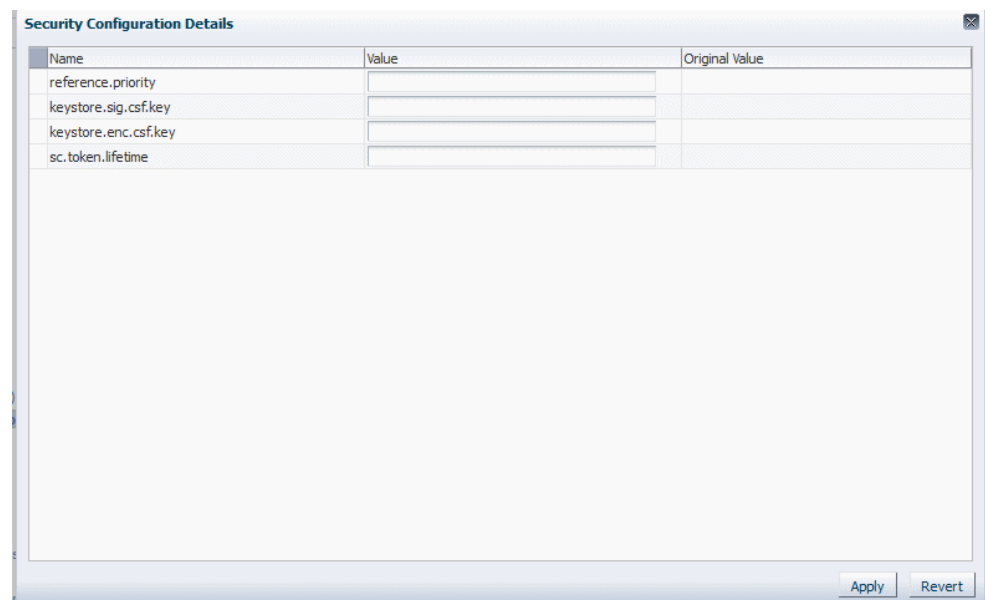 Security Configuration Details
Name Value Original Value
reference.priority
keystore.sig.csf.key
keystore.enc.csf.key
sc.token.lifetime
Apply Revert